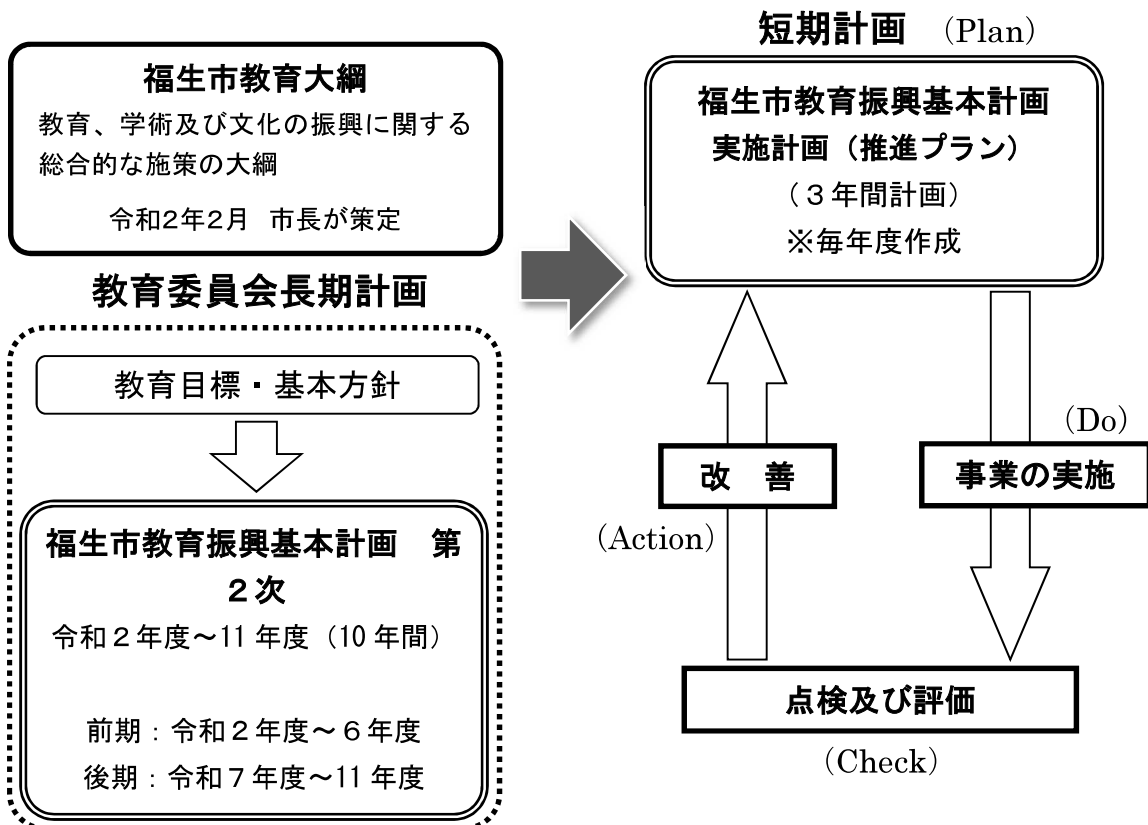 福生市教育大綱
教育、学術及び文化の振興に関する
総合的な施策の大綱
令和2年2月 市長が策定
教育委員会長期計画
教育目標・基本方針
福生市教育振興基本計画 第
2次
令和2年度～11年度（10年間）
前期：令和2年度～6年度
後期：令和7年度～11年度
短期計画 （Plan）
福生市教育振興基本計画
実施計画（推進プラン）
（３年間計画）
※毎年度作成
（Do）
事業の実施
点検及び評価
（Check）
改 善
（Action）